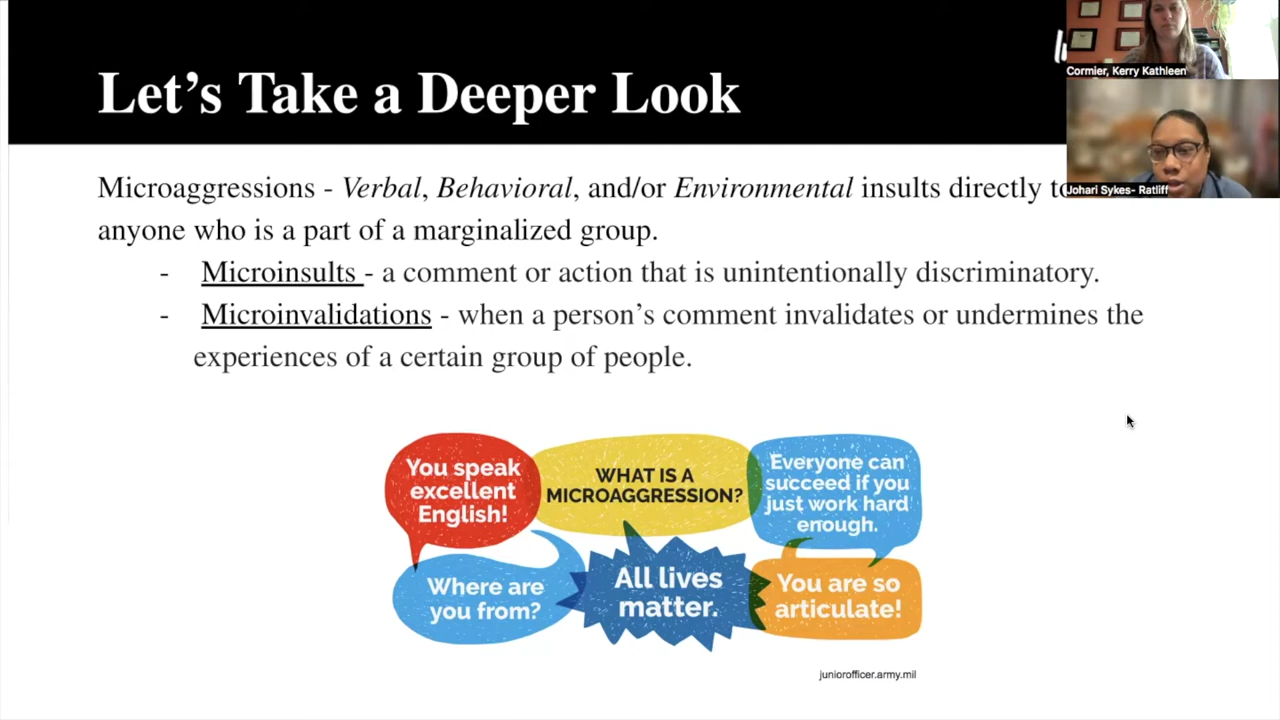 Let's Take a Deeper Look
Cormier, Kerry Kathleen
Johari Sykes- Ratliff
Microaggressions - Verbal, Behavioral, and/or Environmental insults directly
anyone who is a part of a marginalized group.
- Microinsults - a comment or action that is unintentionally discriminatory.
- Microinvalidations - when a person's comment invalidates or undermines the
experiences of a certain group of people.
You speak
excellent
English!
WHAT IS A
MICROAGGRESSION?
Everyone can
succeed if you
just work hard
enough.
Where are
you from?
All lives
matter.
You are so
articulate!
juniorofficer.army.mil